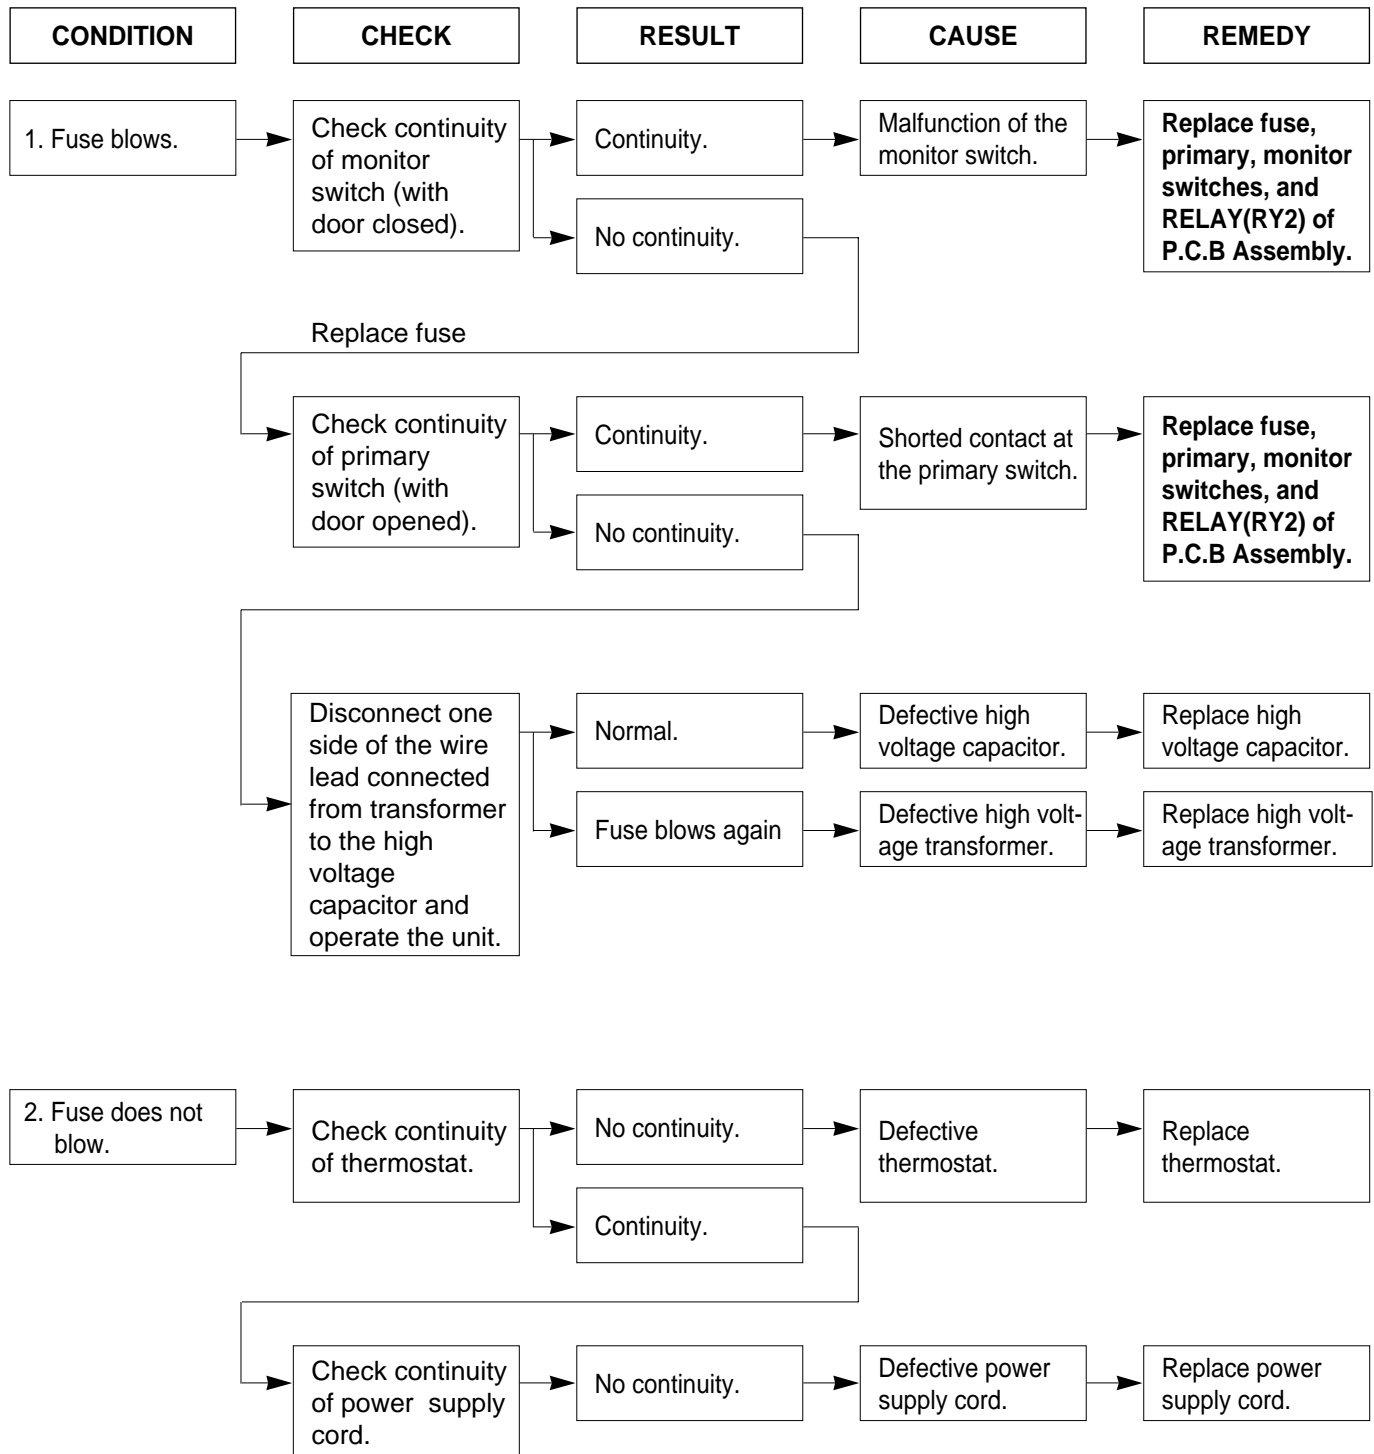 CONDITION
CHECK
RESULT
CAUSE
REMEDY
1. Fuse blows.
Check continuity
of monitor
switch (with
door closed).
Continuity.
Malfunction of the
monitor switch.
Replace fuse,
primary, monitor
switches, and
RELAY(RY2) of
P.C.B Assembly.
No continuity.
Replace fuse
Check continuity
of primary
switch (with
door opened).
Continuity.
Shorted contact at
the primary switch.
Replace fuse,
primary, monitor
switches, and
RELAY(RY2) of
P.C.B Assembly.
No continuity.
Disconnect one
side of the wire
lead connected
from transformer
to the high
voltage
capacitor and
operate the unit.
Normal.
Defective high
voltage capacitor.
Replace high
voltage capacitor.
Fuse blows again
Defective high volt-
age transformer.
Replace high volt-
age transformer.
2. Fuse does not
blow.
Check continuity
of thermostat.
No continuity.
Defective
thermostat.
Replace
thermostat.
Continuity.
Check continuity
of power supply
cord.
No continuity.
Defective power
supply cord.
Replace power
supply cord.